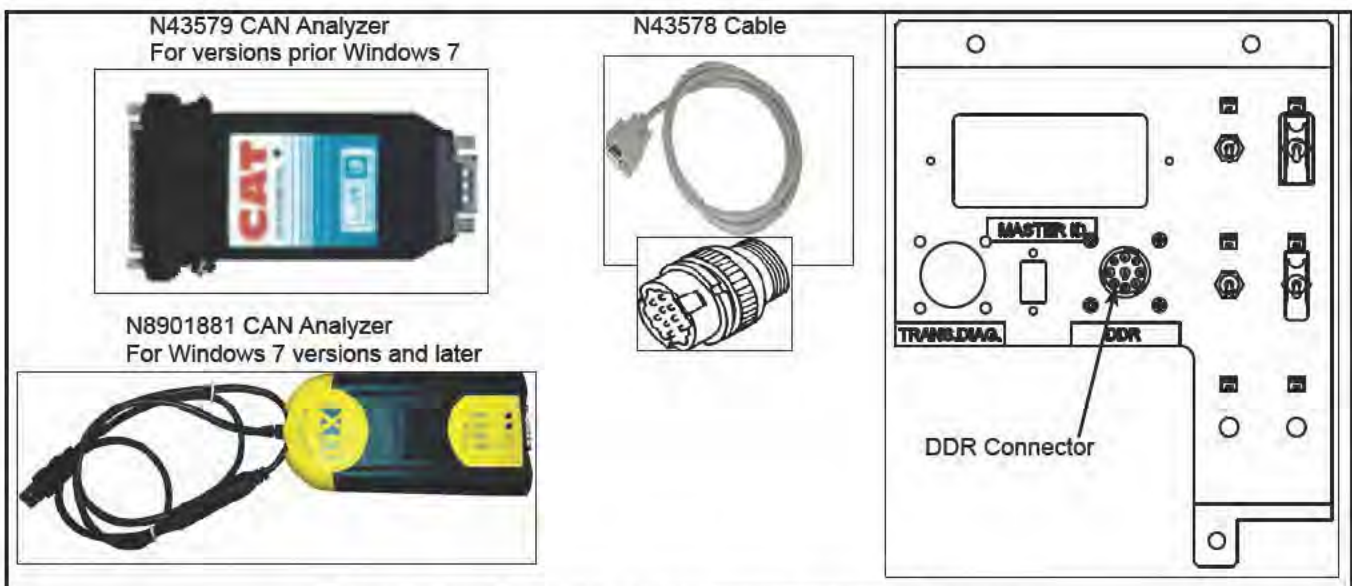 N43579 CAN Analyzer
For versions prior Windows 7
N43578 Cable
CAT
MASTER ID
TRANS.DIAG.
DDR
DDR Connector
N8901881 CAN Analyzer
For Windows 7 versions and later